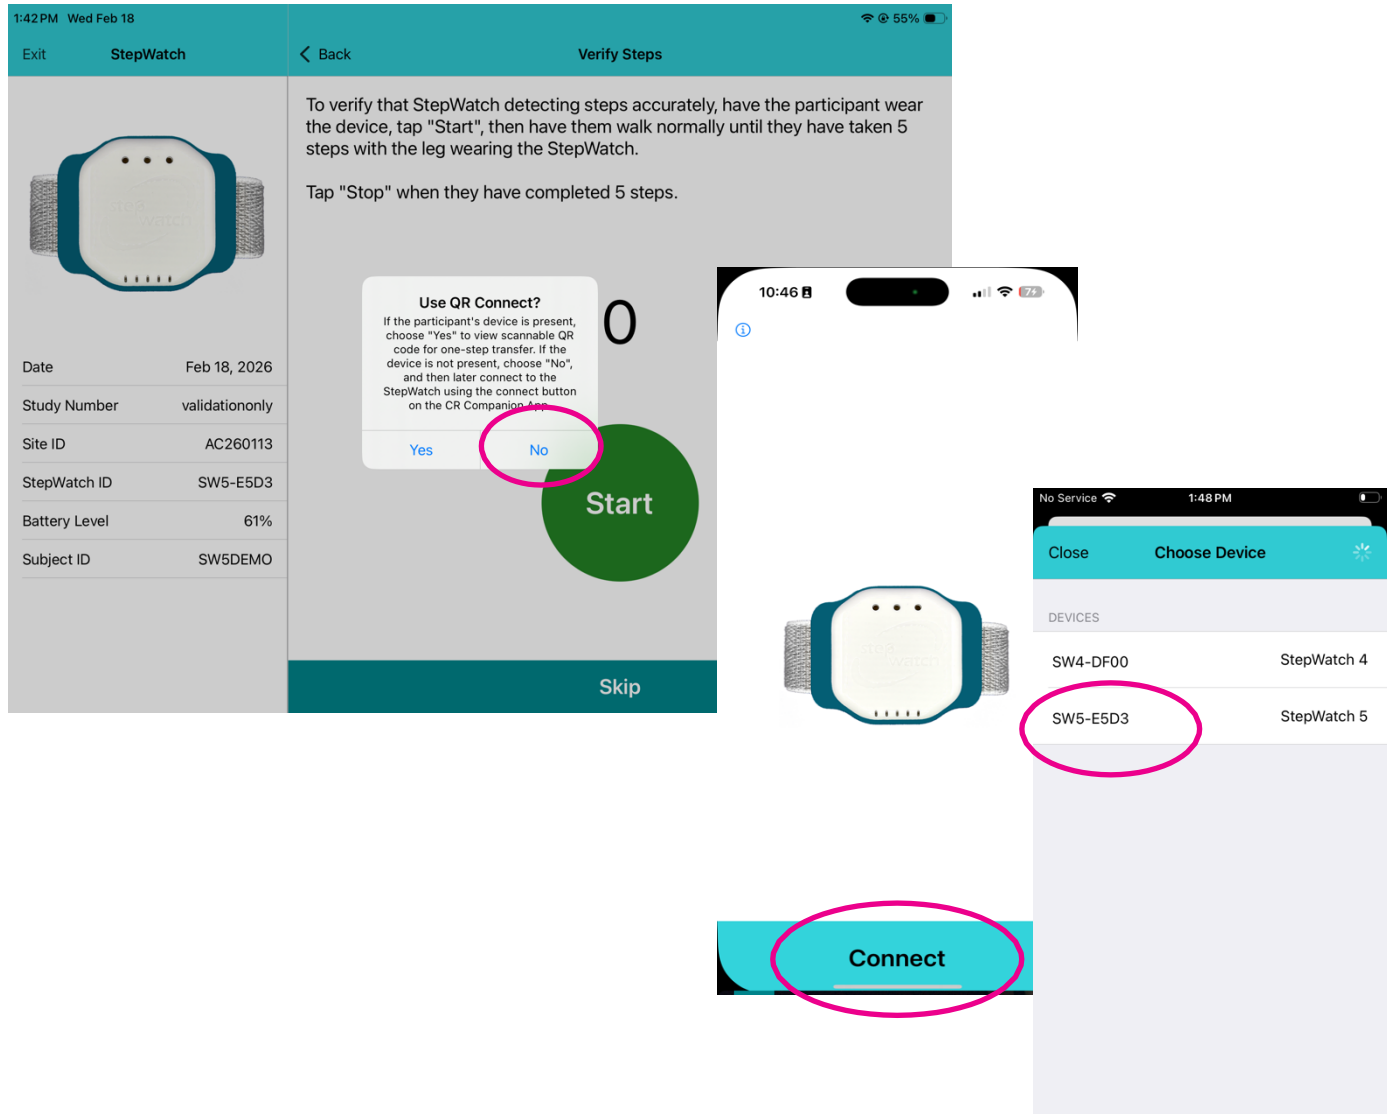 1:42 PM Wed Feb 18
55%
Exit
StepWatch
Back
Verify Steps
To verify that StepWatch detecting steps accurately, have the participant wear
the device, tap "Start", then have them walk normally until they have taken 5
steps with the leg wearing the StepWatch.
Tap "Stop" when they have completed 5 steps.
Date Feb 18, 2026
Study Number validationonly
Site ID AC260113
StepWatch ID SW5-E5D3
Battery Level 61%
Subject ID SW5DEMO
Use QR Connect?
If the participant's device is present,
choose "Yes" to view scannable QR
code for one-step transfer. If the
device is not present, choose "No",
and then later connect to the
StepWatch using the connect button
on the CR Companion App.
Yes
No
0
Start
Skip
10:46
7
step
watch
Connect
No Service
1:48 PM
Close
Choose Device
DEVICES
SW4-DF00 StepWatch 4
SW5-E5D3 StepWatch 5